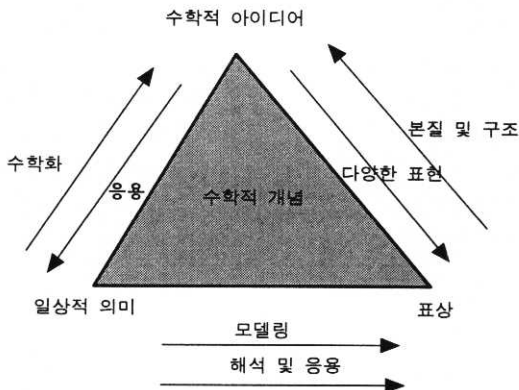 수학적 아이디어
본질 및 구조
수학화
다양한 표현
응용
수학적 개념
일상적 의미
표상
모델링
해석 및 응용